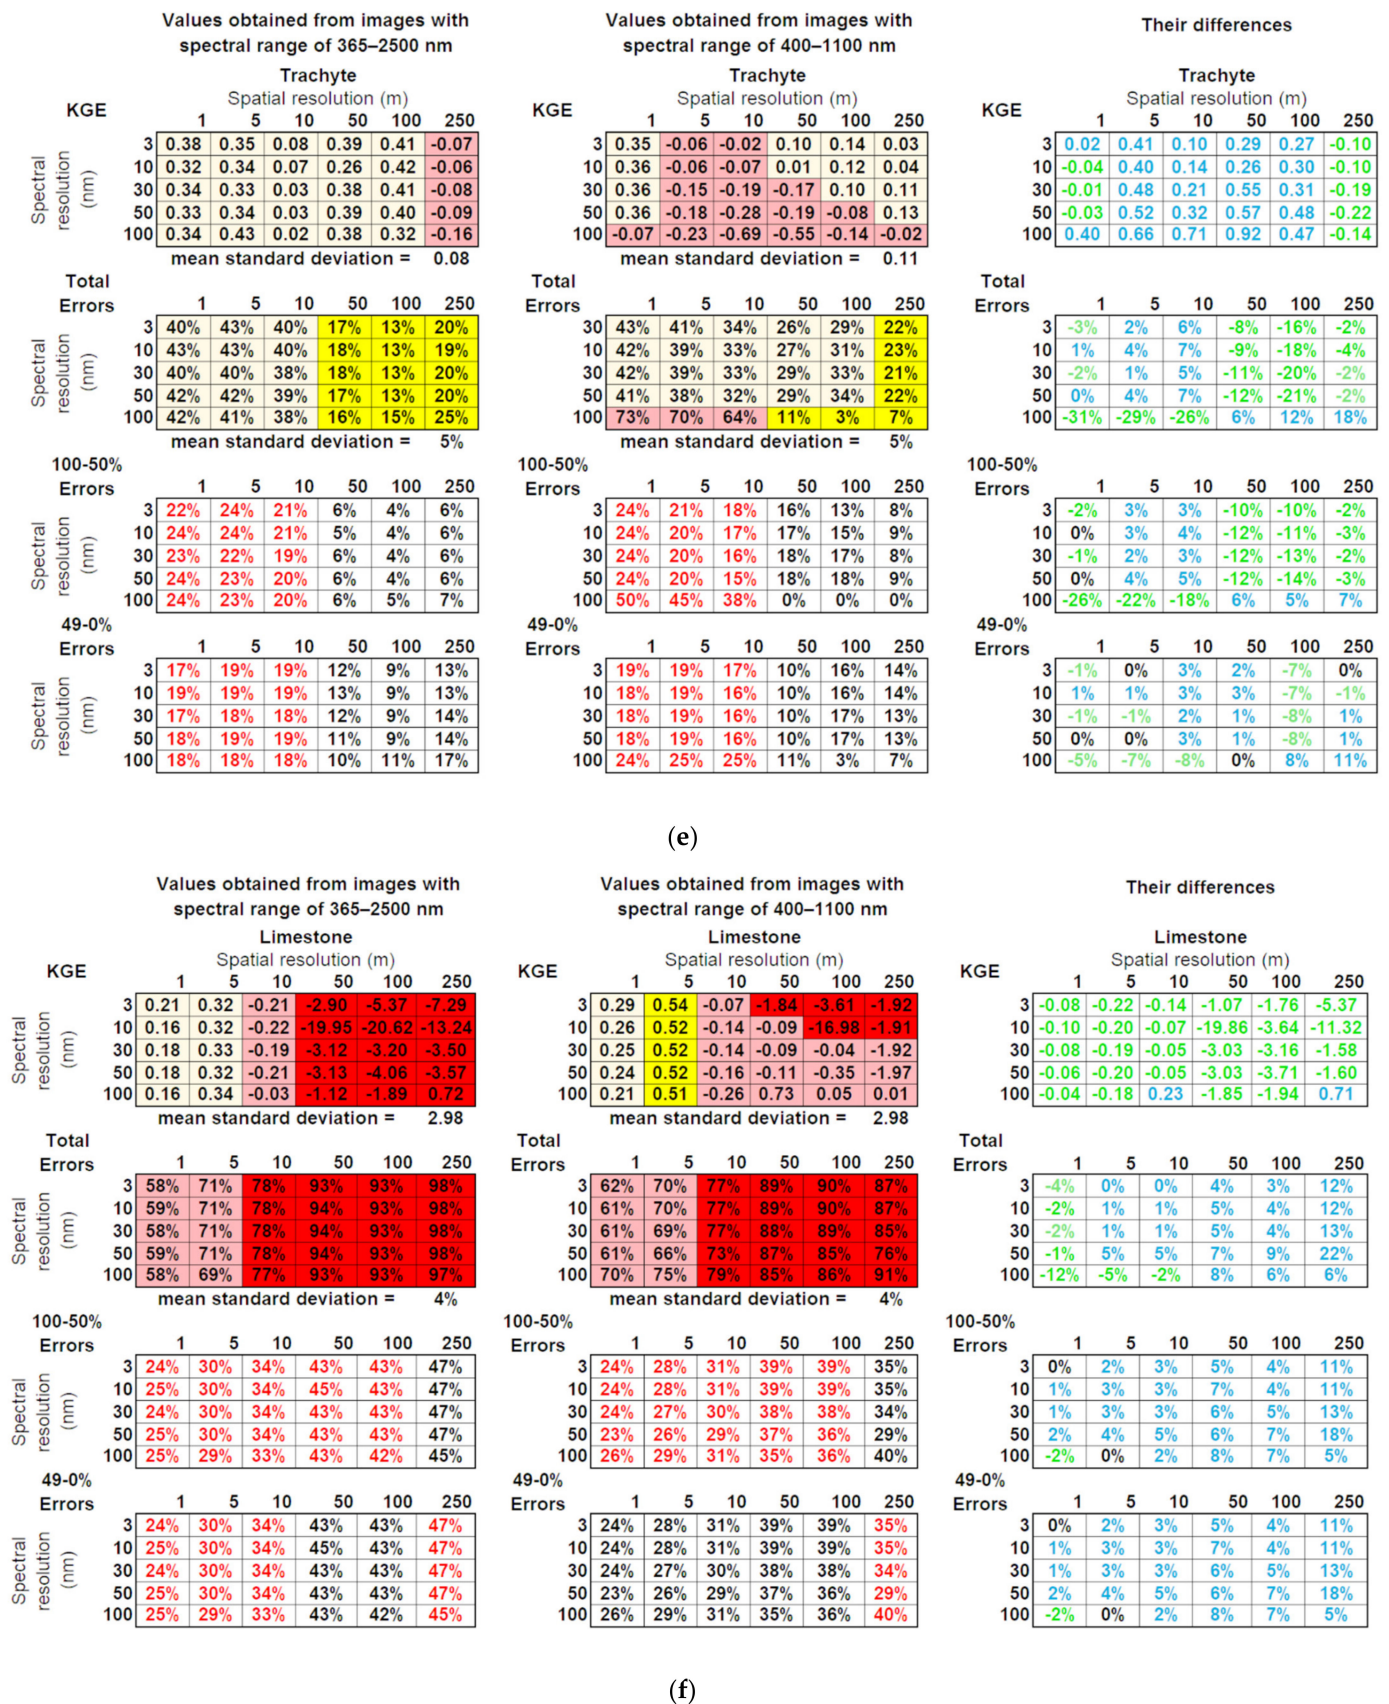 Values obtained from images with Values obtained from images with Their differences
spectral range of 365–2500 nm spectral range of 400–1100 nm
Trachyte Trachyte Trachyte
Spatial resolution (m) Spatial resolution (m) Spatial resolution (m)
KGE 1 5 10 50 100 250 KGE 1 5 10 50 100 250 1 5 10 50 100 250
Spectral resolution (nm)
3 0.38 0.35 0.08 0.39 0.41 -0.07 3 0.35 -0.06 -0.02 0.10 0.14 0.03 3 0.02 0.41 0.10 0.29 0.27 -0.10
10 0.32 0.34 0.07 0.26 0.42 -0.06 10 0.36 -0.06 -0.07 0.01 0.12 0.04 10 -0.04 0.40 0.14 0.26 0.30 -0.10
30 0.34 0.33 0.03 0.38 0.41 -0.08 30 0.36 -0.15 -0.19 -0.17 0.10 0.11 30 -0.01 0.48 0.21 0.55 0.31 -0.19
50 0.33 0.34 0.03 0.39 0.40 -0.09 50 0.36 -0.18 -0.28 -0.19 -0.08 0.13 50 -0.03 0.52 0.32 0.57 0.48 -0.22
100 0.34 0.43 0.02 0.38 0.32 -0.16 100 -0.07 -0.23 -0.69 -0.55 -0.14 -0.02 100 0.40 0.66 0.71 0.92 0.47 -0.14
mean standard deviation = 0.08 mean standard deviation = 0.11
Total Total Total
Errors 1 5 10 50 100 250 Errors 1 5 10 50 100 250 Errors 1 5 10 50 100 250
Spectral resolution (nm)
3 40% 43% 40% 17% 13% 20% 30 43% 41% 34% 26% 29% 22% 3 -3% 2% 6% -8% -16% -2%
10 43% 43% 40% 18% 13% 19% 10 42% 39% 33% 27% 31% 23% 10 1% 4% 7% -9% -18% -4%
30 40% 40% 38% 18% 13% 20% 30 42% 39% 33% 29% 33% 21% 30 -2% 1% 5% -11% -20% -2%
50 42% 42% 39% 17% 13% 20% 50 41% 38% 32% 29% 34% 22% 50 0% 4% 7% -12% -21% -2%
100 42% 41% 38% 16% 15% 25% 100 73% 70% 64% 11% 3% 7% 100 -31% -29% -26% 6% 12% 18%
mean standard deviation = 5% mean standard deviation = 5%
100-50% 100-50% 100-50%
Errors 1 5 10 50 100 250 Errors 1 5 10 50 100 250 Errors 1 5 10 50 100 250
Spectral resolution (nm)
3 22% 24% 21% 6% 4% 6% 3 24% 21% 18% 16% 13% 8% 3 -2% 3% 3% -10% -10% -2%
10 24% 24% 21% 5% 4% 6% 10 24% 20% 17% 17% 15% 9% 10 0% 3% 4% -12% -11% -3%
30 23% 22% 19% 6% 4% 6% 30 24% 20% 16% 18% 17% 8% 30 -1% 2% 3% -12% -13% -2%
50 24% 23% 20% 6% 4% 6% 50 24% 20% 15% 18% 18% 9% 50 0% 4% 5% -12% -14% -3%
100 24% 23% 20% 6% 5% 7% 100 50% 45% 38% 0% 0% 0% 100 -26% -22% -18% 6% 5% 7%
49-0% 49-0% 49-0%
Errors 1 5 10 50 100 250 Errors 1 5 10 50 100 250 Errors 1 5 10 50 100 250
Spectral resolution (nm)
3 17% 19% 19% 12% 9% 13% 3 19% 19% 17% 10% 16% 14% 3 -1% 0% 3% 2% -7% 0%
10 19% 19% 19% 13% 9% 13% 10 18% 19% 16% 10% 16% 14% 10 1% 1% 3% 3% -7% -1%
30 17% 18% 18% 12% 9% 14% 30 18% 19% 16% 10% 17% 13% 30 -1% -1% 2% 1% -8% 1%
50 18% 19% 19% 11% 9% 14% 50 18% 19% 16% 10% 17% 13% 50 0% 0% 3% 1% -8% 1%
100 18% 18% 18% 10% 11% 17% 100 24% 25% 25% 11% 3% 7% 100 -5% -7% -8% 0% 8% 11%
(e)
Values obtained from images with Values obtained from images with Their differences
spectral range of 365–2500 nm spectral range of 400–1100 nm
Limestone Limestone Limestone
Spatial resolution (m) Spatial resolution (m) Spatial resolution (m)
KGE 1 5 10 50 100 250 KGE 1 5 10 50 100 250 KGE 1 5 10 50 100 250
Spectral resolution (nm)
3 0.21 0.32 -0.21 -2.90 -5.37 -7.29 3 0.29 0.54 -0.07 -1.84 -3.61 -1.92 3 -0.08 -0.22 -0.14 -1.07 -1.76 -5.37
10 0.16 0.32 -0.22 -19.95 -20.62 -13.24 10 0.26 0.52 -0.14 -0.09 -16.98 -1.91 10 -0.10 -0.20 -0.07 -19.86 -3.64 -11.32
30 0.18 0.33 -0.19 -3.12 -3.20 -3.50 30 0.25 0.52 -0.14 -0.09 -0.04 -1.92 30 -0.08 -0.19 -0.05 -3.03 -3.16 -1.58
50 0.18 0.32 -0.21 -3.13 -4.06 -3.57 50 0.24 0.52 -0.16 -0.11 -0.35 -1.97 50 -0.06 -0.20 -0.05 -3.03 -3.71 -1.60
100 0.16 0.34 -0.03 -1.12 -1.89 0.72 100 0.21 0.51 -0.26 0.73 0.05 0.01 100 -0.04 -0.18 0.23 -1.85 -1.94 0.71
mean standard deviation = 2.98 mean standard deviation = 2.98
Total Total Total
Errors 1 5 10 50 100 250 Errors 1 5 10 50 100 250 Errors 1 5 10 50 100 250
Spectral resolution (nm)
3 58% 71% 78% 93% 93% 98% 3 62% 70% 77% 89% 90% 87% 3 -4% 0% 0% 4% 3% 12%
10 59% 71% 78% 94% 93% 98% 10 61% 70% 77% 89% 90% 87% 10 -2% 1% 1% 5% 4% 12%
30 58% 71% 78% 94% 93% 98% 30 61% 69% 77% 88% 89% 85% 30 -2% 1% 1% 5% 4% 13%
50 59% 71% 78% 94% 93% 98% 50 61% 66% 73% 87% 85% 76% 50 -1% 5% 5% 7% 9% 22%
100 58% 69% 77% 93% 93% 97% 100 70% 75% 79% 85% 86% 91% 100 -12% -5% -2% 8% 6% 6%
mean standard deviation = 4% mean standard deviation = 4%
100-50% 100-50% 100-50%
Errors 1 5 10 50 100 250 Errors 1 5 10 50 100 250 Errors 1 5 10 50 100 250
Spectral resolution (nm)
3 24% 30% 34% 43% 43% 47% 3 24% 28% 31% 39% 39% 35% 3 0% 2% 3% 5% 4% 11%
10 25% 30% 34% 45% 43% 47% 10 24% 28% 31% 39% 39% 35% 10 1% 3% 3% 7% 4% 11%
30 24% 30% 34% 43% 43% 47% 30 24% 27% 30% 38% 38% 34% 30 1% 3% 3% 6% 5% 13%
50 25% 30% 34% 43% 43% 47% 50 23% 26% 29% 37% 36% 29% 50 2% 4% 5% 6% 7% 18%
100 25% 29% 33% 43% 42% 45% 100 26% 29% 31% 35% 36% 40% 100 -2% 0% 2% 8% 7% 5%
49-0% 49-0% 49-0%
Errors 1 5 10 50 100 250 Errors 1 5 10 50 100 250 Errors 1 5 10 50 100 250
Spectral resolution (nm)
3 24% 30% 34% 43% 43% 47% 3 24% 28% 31% 39% 39% 35% 3 0% 2% 3% 5% 4% 11%
10 25% 30% 34% 45% 43% 47% 10 24% 28% 31% 39% 39% 35% 10 1% 3% 3% 7% 4% 11%
30 24% 30% 34% 43% 43% 47% 30 24% 27% 30% 38% 38% 34% 30 1% 3% 3% 6% 5% 13%
50 25% 30% 34% 43% 43% 47% 50 23% 26% 29% 37% 36% 29% 50 2% 4% 5% 6% 7% 18%
100 25% 29% 33% 43% 42% 45% 100 26% 29% 31% 35% 36% 40% 100 -2% 0% 2% 8% 7% 5%
(f)